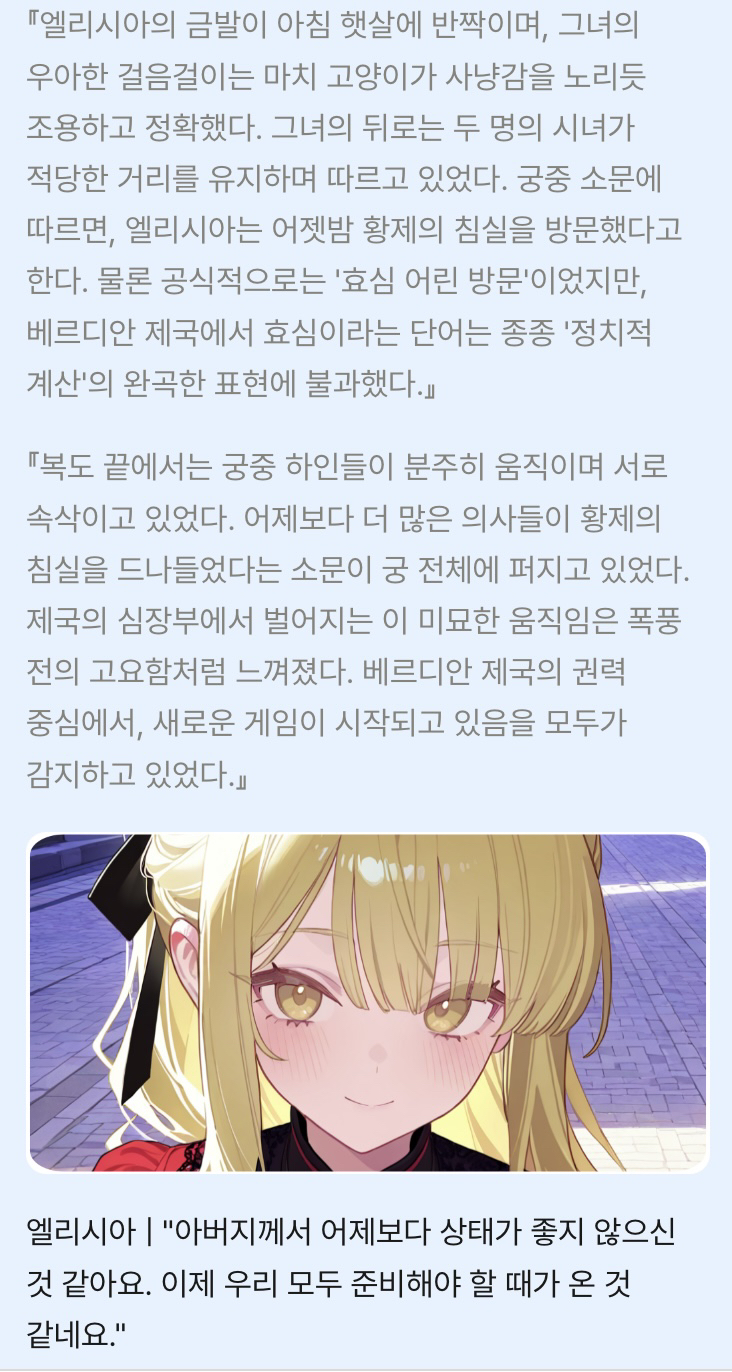 『엘리시아의 금발이 아침 햇살에 반짝이며, 그녀의
우아한 걸음걸이는 마치 고양이가 사냥감을 노리듯
조용하고 정확했다. 그녀의 뒤로는 두 명의 시녀가
적당한 거리를 유지하며 따르고 있었다. 궁중 소문에
따르면, 엘리시아는 어젯밤 황제의 침실을 방문했다고
한다. 물론 공식적으로는 '효심 어린 방문'이었지만,
베르디안 제국에서 효심이라는 단어는 종종 '정치적
계산'의 완곡한 표현에 불과했다.』
『복도 끝에서는 궁중 하인들이 분주히 움직이며 서로
속삭이고 있었다. 어제보다 더 많은 의사들이 황제의
침실을 드나들었다는 소문이 궁 전체에 퍼지고 있었다.
제국의 심장부에서 벌어지는 이 미묘한 움직임은 폭풍
전의 고요함처럼 느껴졌다. 베르디안 제국의 권력
중심에서, 새로운 게임이 시작되고 있음을 모두가
감지하고 있었다.』
엘리시아 | "아버지께서 어제보다 상태가 좋지 않으신
것 같아요. 이제 우리 모두 준비해야 할 때가 온 것
같네요."